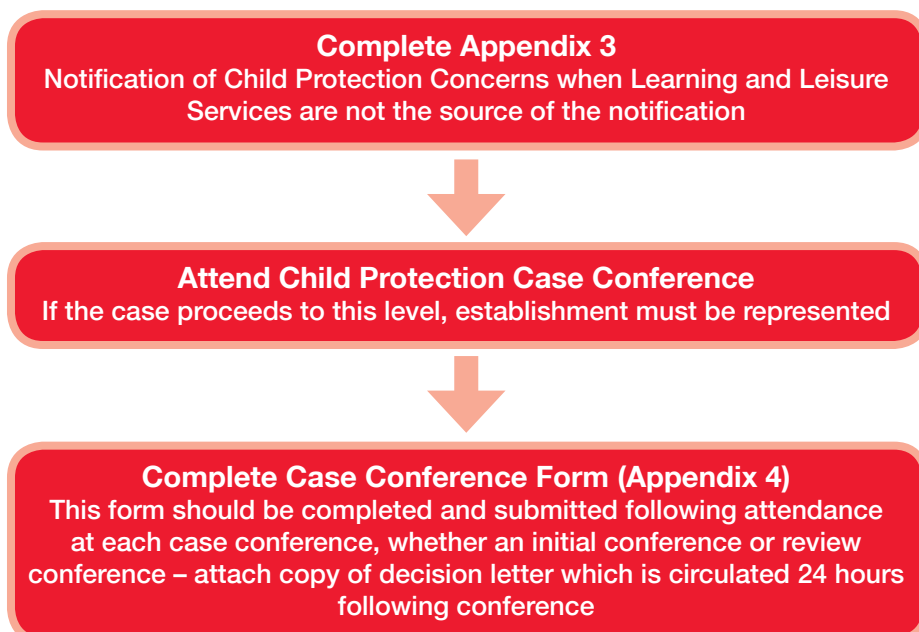 Complete Appendix 3
Notification of Child Protection Concerns when Learning and Leisure
Services are not the source of the notification
Attend Child Protection Case Conference
If the case proceeds to this level, establishment must be represented
Complete Case Conference Form (Appendix 4)
This form should be completed and submitted following attendance
at each case conference, whether an initial conference or review
conference – attach copy of decision letter which is circulated 24 hours
following conference